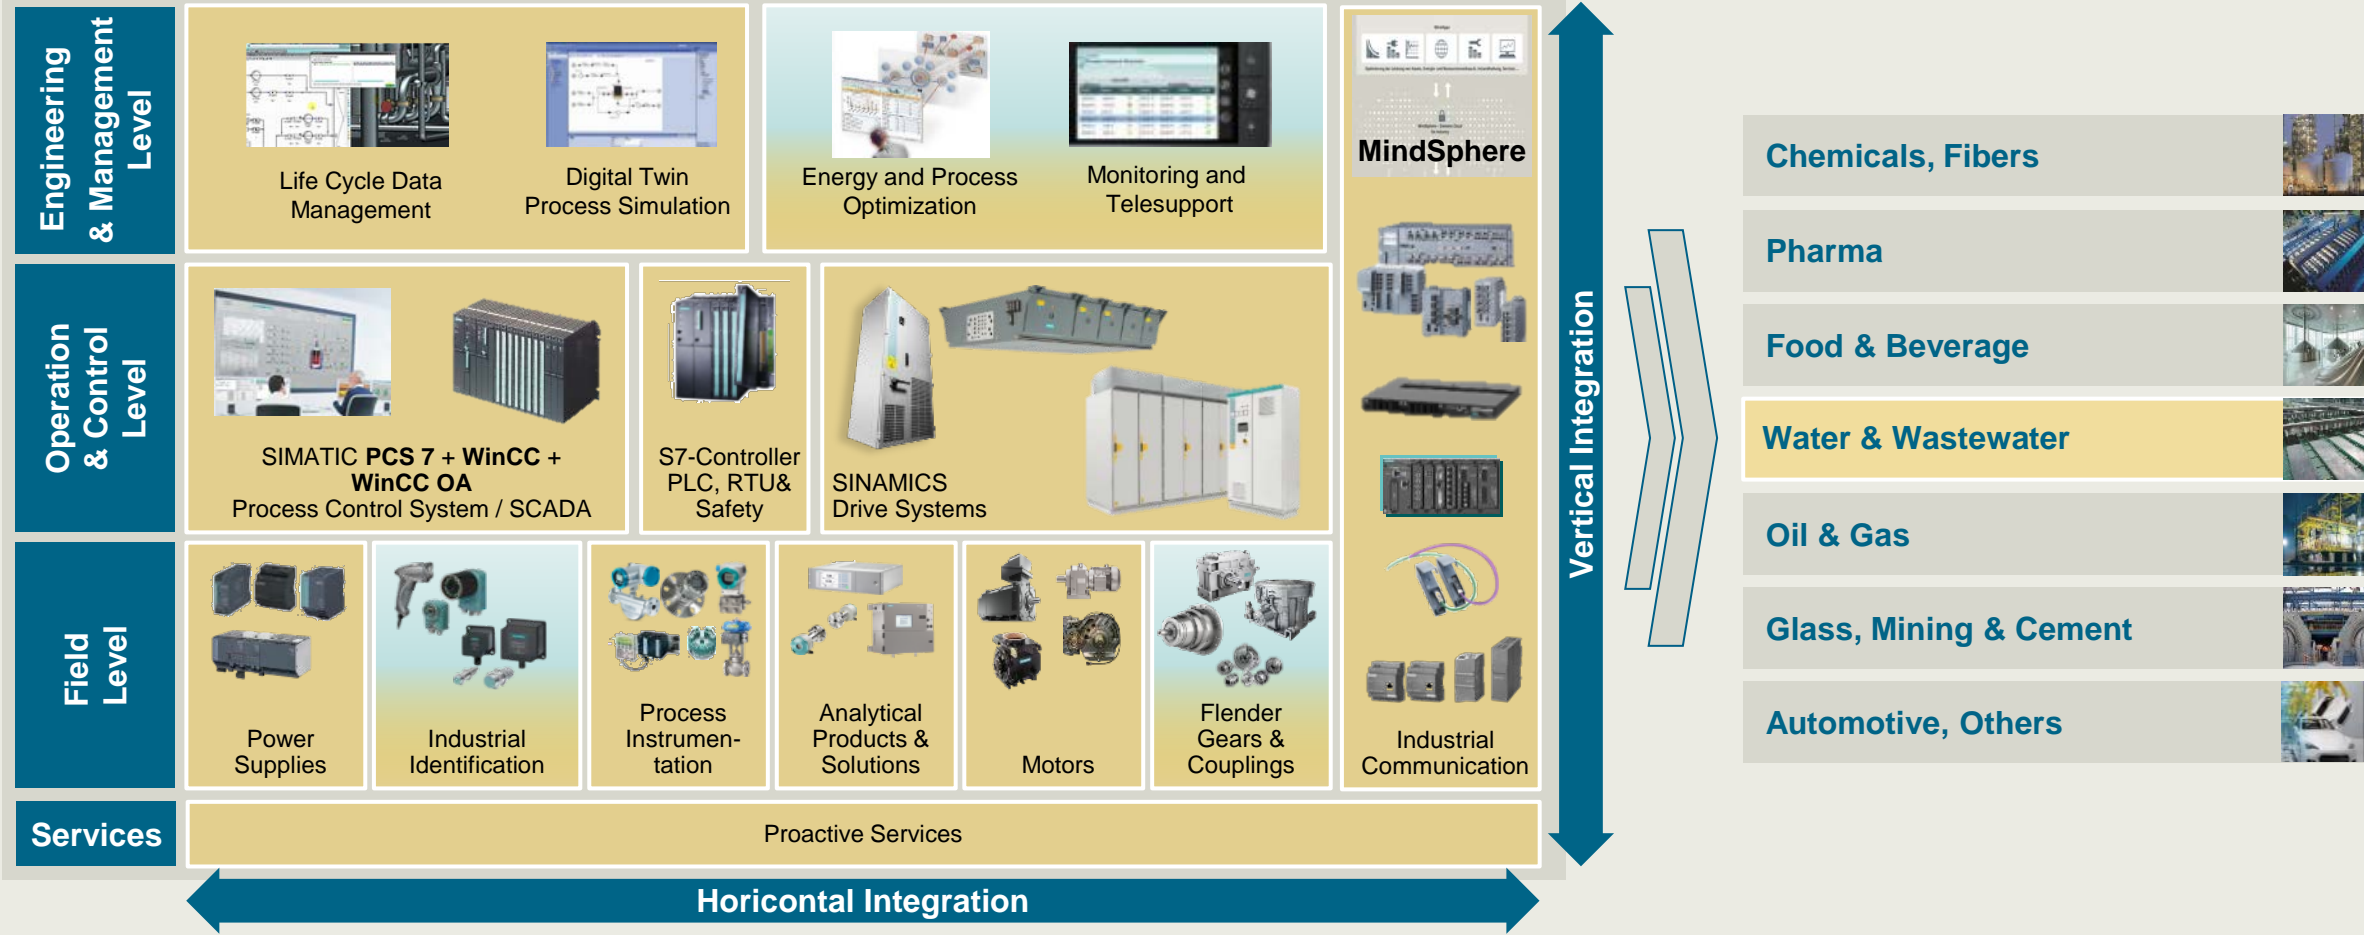 Engineering
& Management
Level
Life Cycle Data
Management
Digital Twin
Process Simulation
Energy and Process
Optimization
Monitoring and
Telesupport
MindSphere
Operation
& Control
Level
SIMATIC PCS 7 + WinCC +
WinCC OA
Process Control System / SCADA
S7-Controller
PLC, RTU&
Safety
SINAMICS
Drive Systems
Field
Level
Power
Supplies
Industrial
Identification
Process
Instrumen-
tation
Analytical
Products &
Solutions
Motors
Flender
Gears &
Couplings
Industrial
Communication
Services
Proactive Services
Horicontal Integration
Vertical Integration
Chemicals, Fibers
Pharma
Food & Beverage
Water & Wastewater
Oil & Gas
Glass, Mining & Cement
Automotive, Others